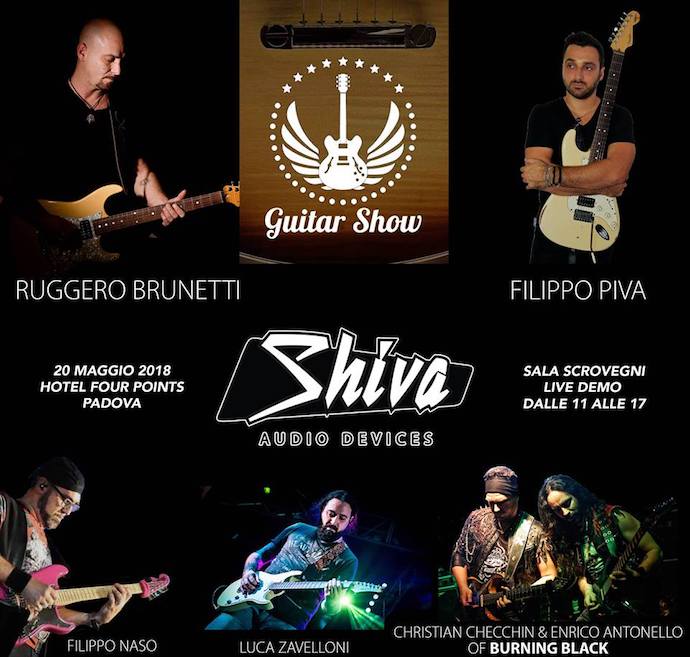 Guitar Show
RUGGERO BRUNETTI
FILIPPO PIVA
20 MAGGIO 2018
HOTEL FOUR POINTS
PADOVA
Shiva
AUDIO DEVICES
SALA SCROVEGNI
LIVE DEMO
DALLE 11 ALLE 17
FILIPPO NASO
LUCA ZAVELLONI
CHRISTIAN CHECCHIN & ENRICO ANTONELLO
OF BURNING BLACK